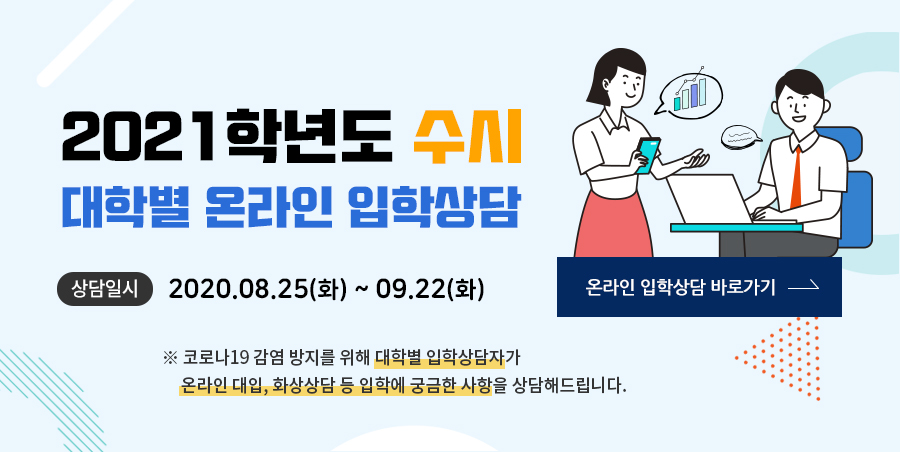 2021학년도 수시
대학별 온라인 입학상담
상담일시 2020.08.25(화) ~ 09.22(화)
온라인 입학상담 바로가기
※ 코로나19 감염 방지를 위해 대학별 입학상담자가
온라인 대입, 화상상담 등 입학에 궁금한 사항을 상담해드립니다.